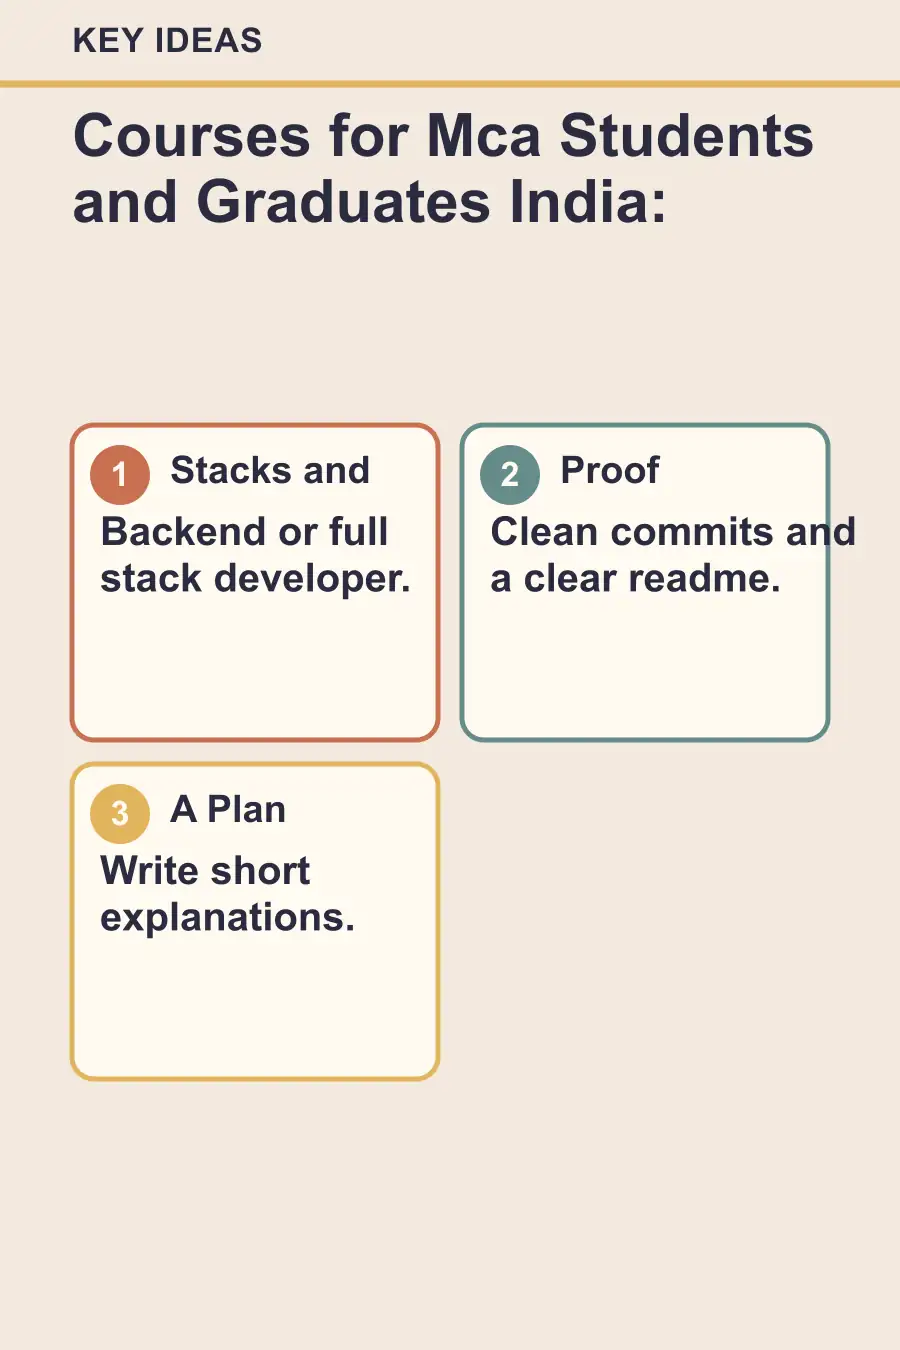 KEY IDEAS
Courses for Mca Students
and Graduates India:
1 Stacks and
Backend or full
stack developer.
2 Proof
Clean commits and
a clear readme.
3 A Plan
Write short
explanations.